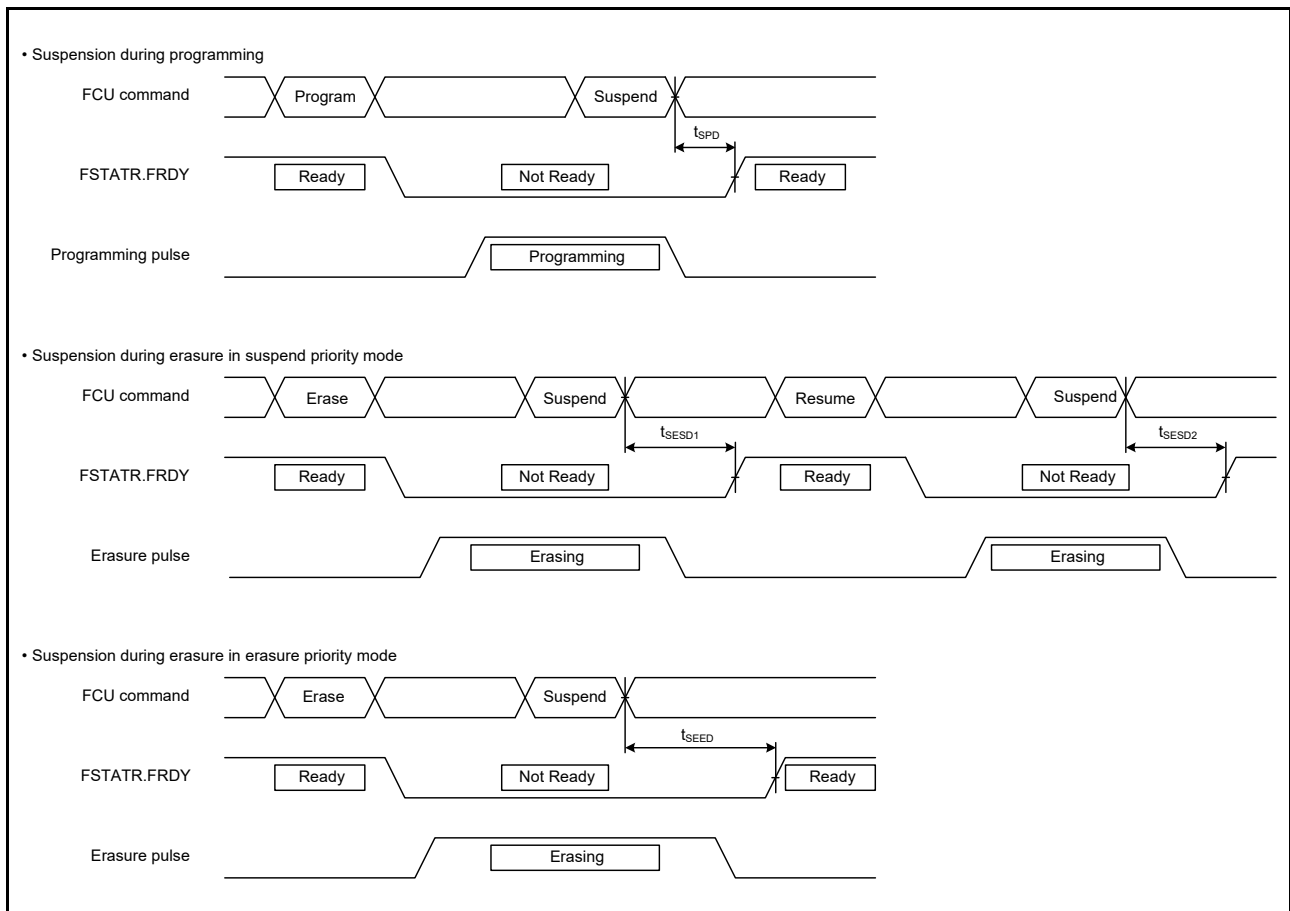 • Suspension during programming
FCU command
Program
Suspend
tSPD
FSTATR.FRDY
Ready
Not Ready
Ready
Programming pulse
Programming
• Suspension during erasure in suspend priority mode
FCU command
Erase
Suspend
Resume
Suspend
tSESD1
tSESD2
FSTATR.FRDY
Ready
Not Ready
Ready
Not Ready
Erasure pulse
Erasing
Erasing
• Suspension during erasure in erasure priority mode
FCU command
Erase
Suspend
tSEED
FSTATR.FRDY
Ready
Not Ready
Ready
Erasure pulse
Erasing